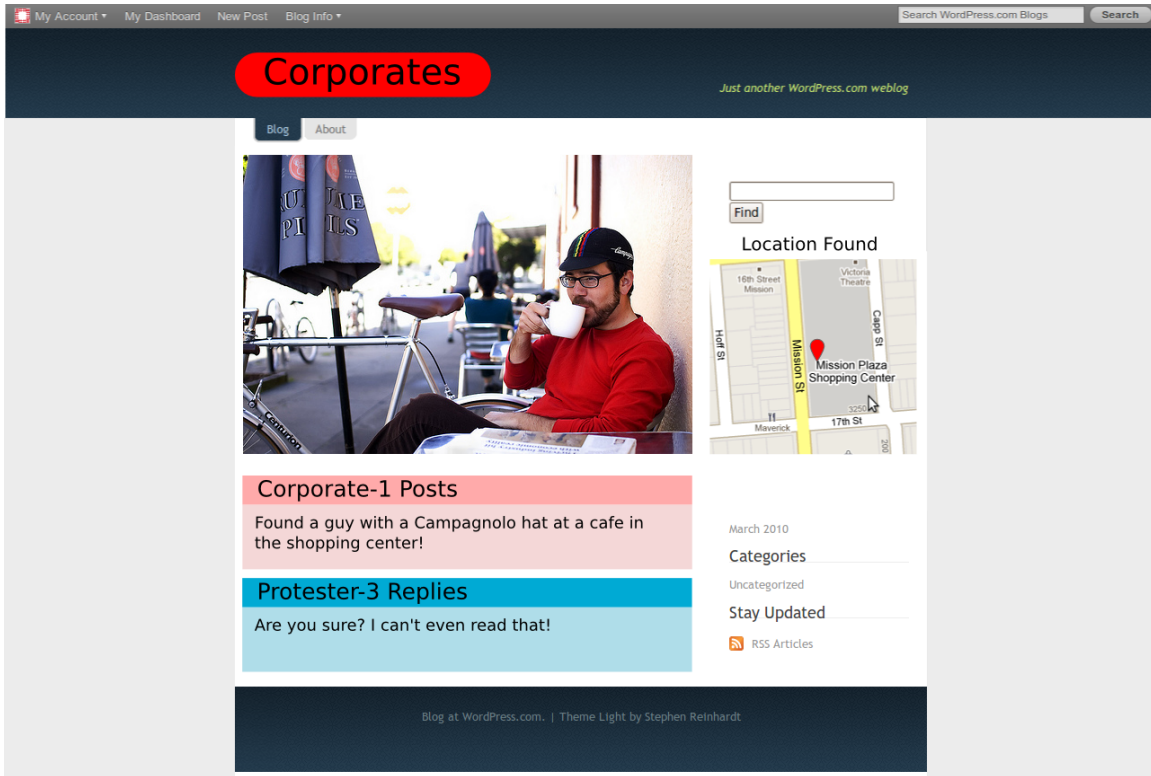 My Account My Dashboard New Post Blog Info Search WordPress.com Blogs Search
Corporates
Just another WordPress.com weblog
Blog About
Find
Location Found
16th Street
Mission
Victoria
Theatre
Hoff St
Mission St
Capp St
Mission Plaza
Shopping Center
3250
Maverick
17th St
200
PILS
Centurion
Corporate-1 Posts
Found a guy with a Campagnolo hat at a cafe in
the shopping center!
Protester-3 Replies
Are you sure? I can't even read that!
March 2010
Categories
Uncategorized
Stay Updated
RSS Articles
Blog at WordPress.com. | Theme Light by Stephen Reinhardt